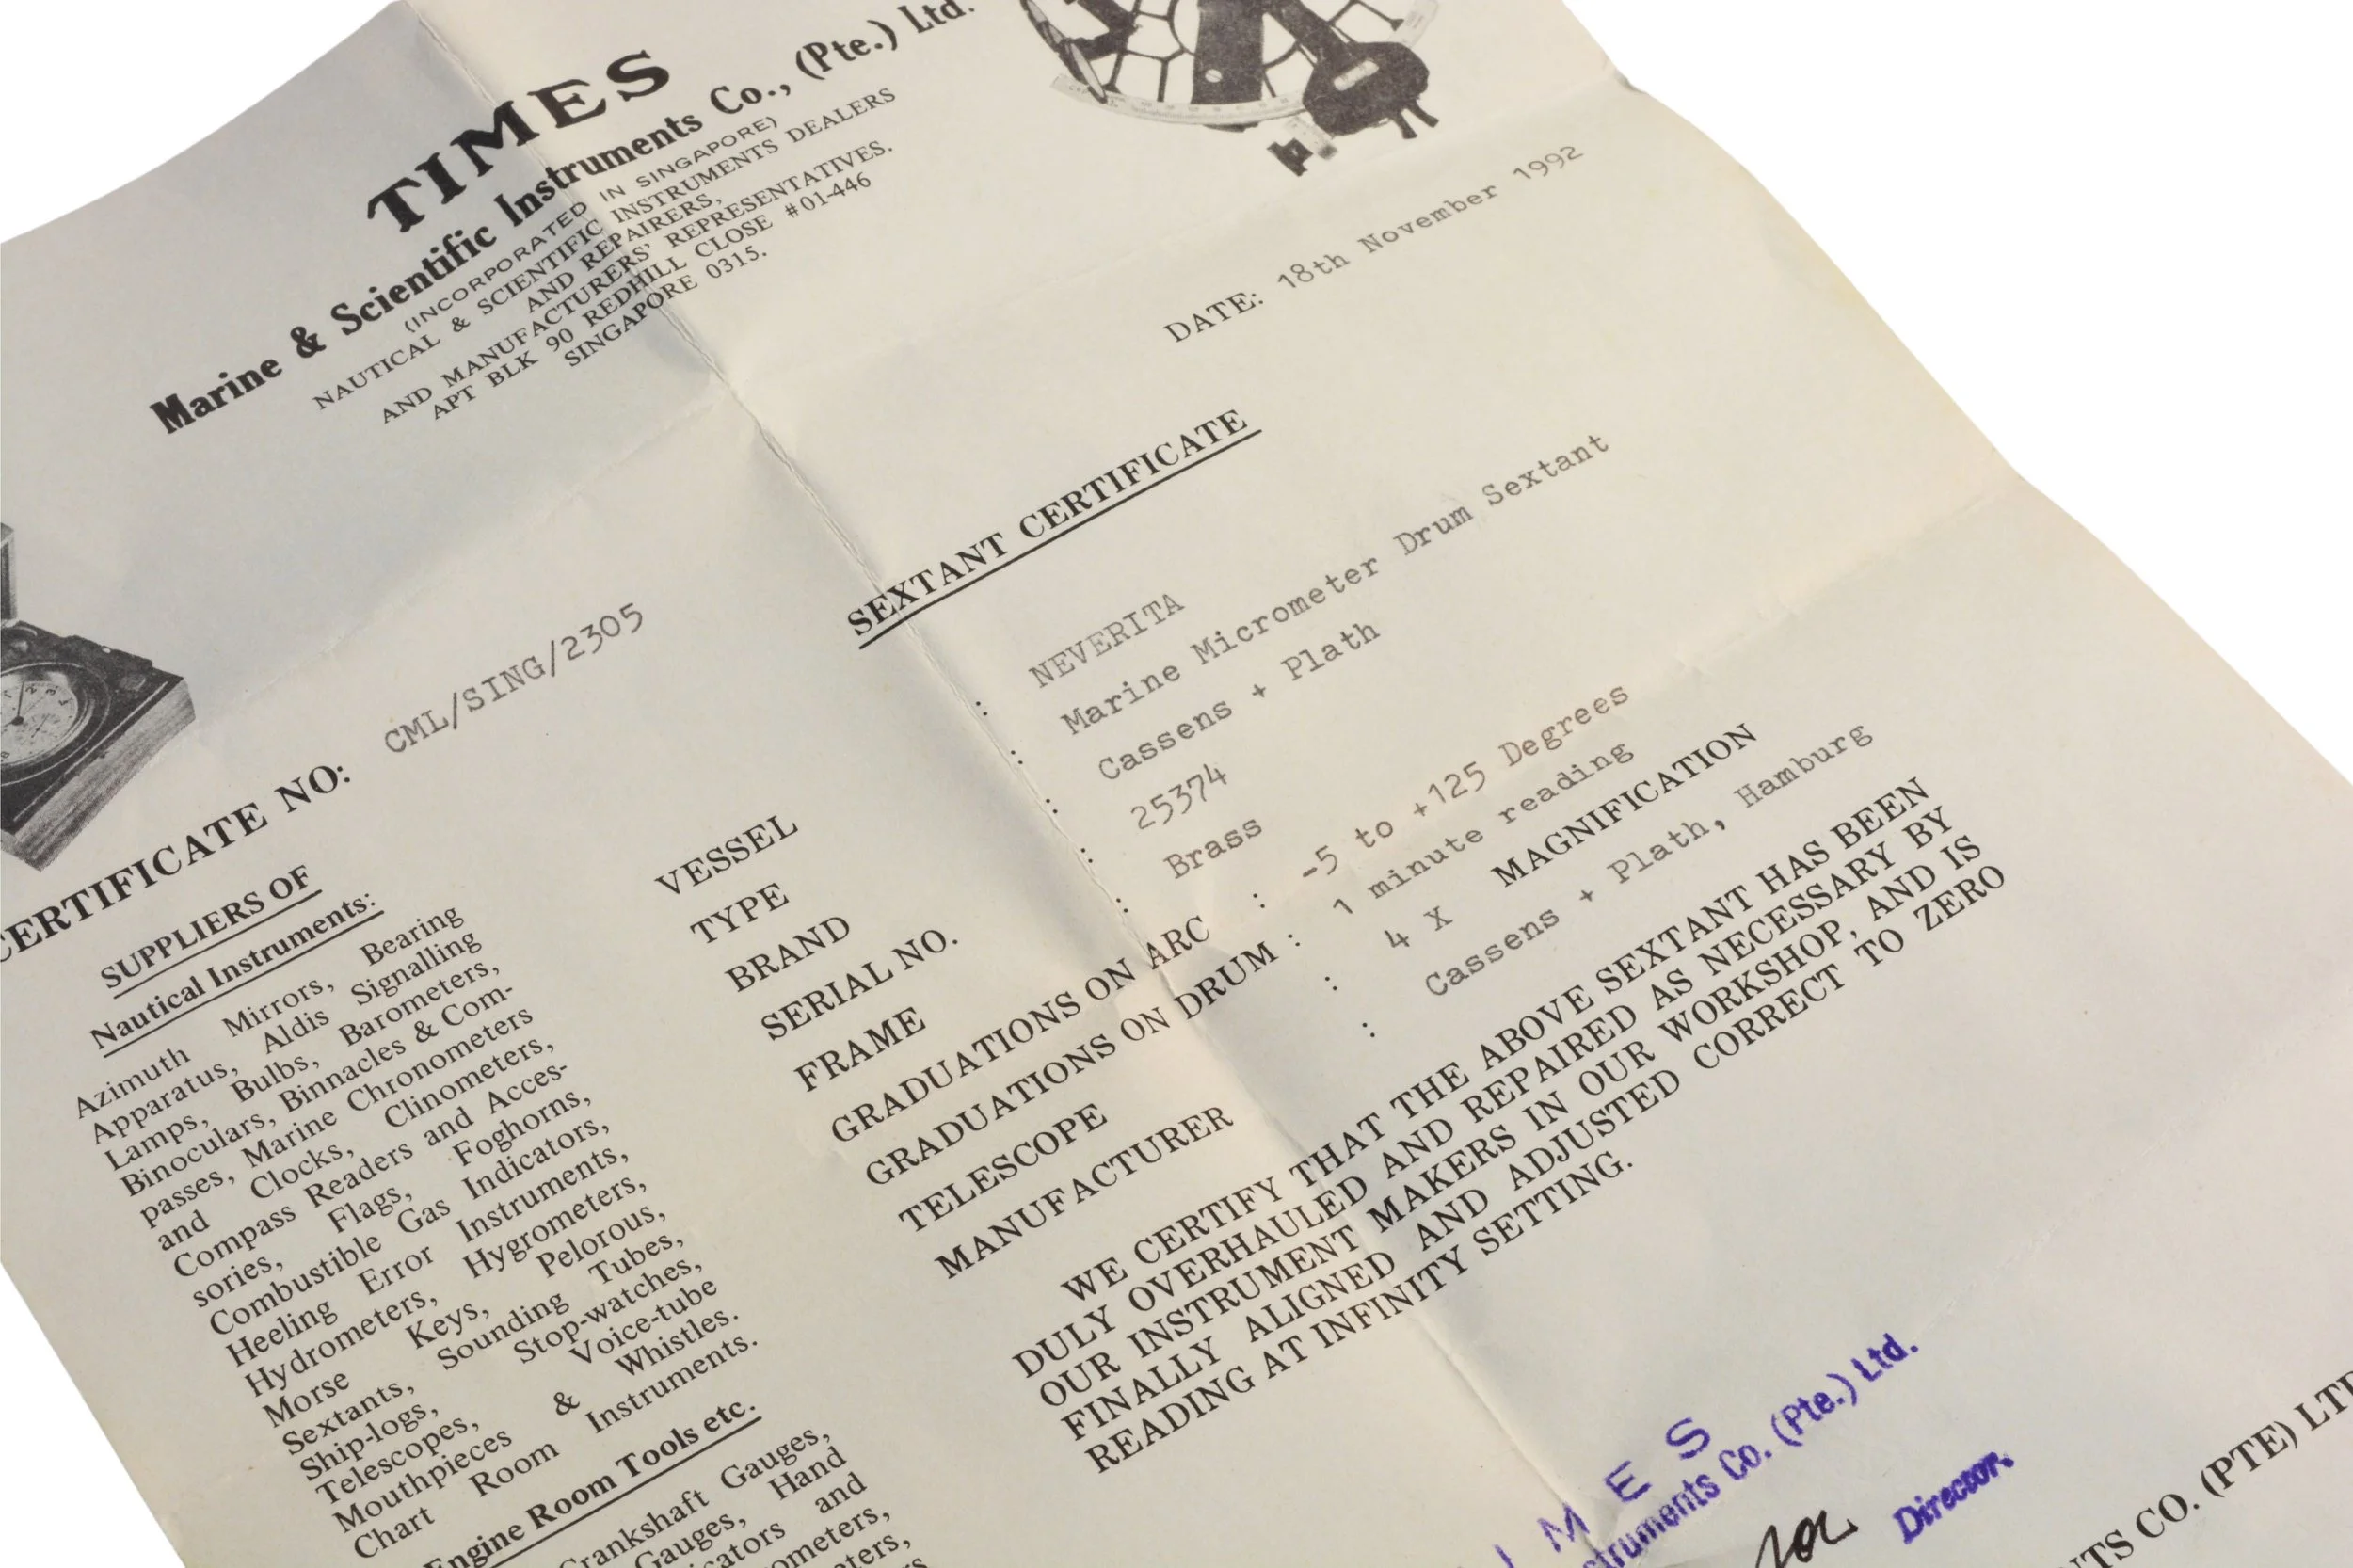 TIMES
Marine & Scientific Instruments Co., (Pte.) Ltd.
(INCORPORATED IN SINGAPORE)
NAUTICAL & SCIENTIFIC INSTRUMENTS DEALERS
AND REPAIRERS,
AND MANUFACTURERS' REPRESENTATIVES.
APT BLK 90 REDHILL CLOSE #01-446
SINGAPORE 0315.
DATE: 18th November 1992
CERTIFICATE NO: CML/SING/2305
SEXTANT CERTIFICATE
VESSEL : NEVERITA
TYPE : Marine Micrometer Drum Sextant
BRAND : Cassens + Plath
SERIAL NO. : 25374
FRAME : Brass
GRADUATIONS ON ARC : -5 to +125 Degrees
GRADUATIONS ON DRUM : 1 minute reading
TELESCOPE : 4 X MAGNIFICATION
MANUFACTURER : Cassens + Plath, Hamburg
WE CERTIFY THAT THE ABOVE SEXTANT HAS BEEN
DULY OVERHAULED AND REPAIRED AS NECESSARY BY
OUR INSTRUMENT MAKERS IN OUR WORKSHOP, AND IS
FINALLY ALIGNED AND ADJUSTED CORRECT TO ZERO
READING AT INFINITY SETTING.
SUPPLIERS OF
Nautical Instruments:
Azimuth Mirrors, Bearing
Apparatus, Aldis Signalling
Lamps, Bulbs, Barometers,
Binoculars, Binnacles & Com-
passes, Marine Chronometers
and Clocks, Clinometers,
Compass Readers and Acces-
sories, Flags, Foghorns,
Combustible Gas Indicators,
Heeling Error Instruments,
Hydrometers, Hygrometers,
Morse Keys, Pelorous,
Sextants, Sounding Tubes,
Ship-logs, Stop-watches,
Telescopes, Voice-tube
Mouthpieces & Whistles.
Chart Room Instruments.
Engine Room Tools etc.
Crankshaft Gauges,
Gauges, Hand
icators and
ometers,
eters,
I M E S
struments Co. (Pte.) Ltd.
Director.
NTS CO. (PTE) LTD